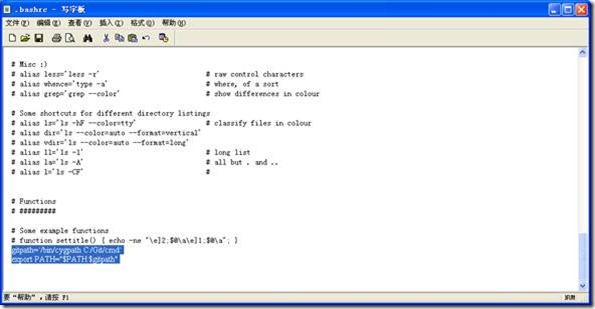 .bashrc - 写字板
文件(F) 编辑(E) 查看(V) 插入(I) 格式(O) 帮助(H)
# Misc :)
# alias less='less -r' # raw control characters
# alias whence='type -a' # where, of a sort
# alias grep='grep --color' # show differences in colour
# Some shortcuts for different directory listings
# alias ls='ls -hF --color=tty' # classify files in colour
# alias dir='ls --color=auto --format=vertical'
# alias vdir='ls --color=auto --format=long'
# alias ll='ls -l' # long list
# alias la='ls -A' # all but . and ..
# alias l='ls -CF' #
# Functions
# #########
# Some example functions
# function settitle() { echo -ne "\e]2;$@\a\e]1;$@\a"; }
gitpath=`/bin/cygpath C:/Git/cmd`
export PATH="$PATH:$gitpath"
要“帮助”，请按 F1
NUM